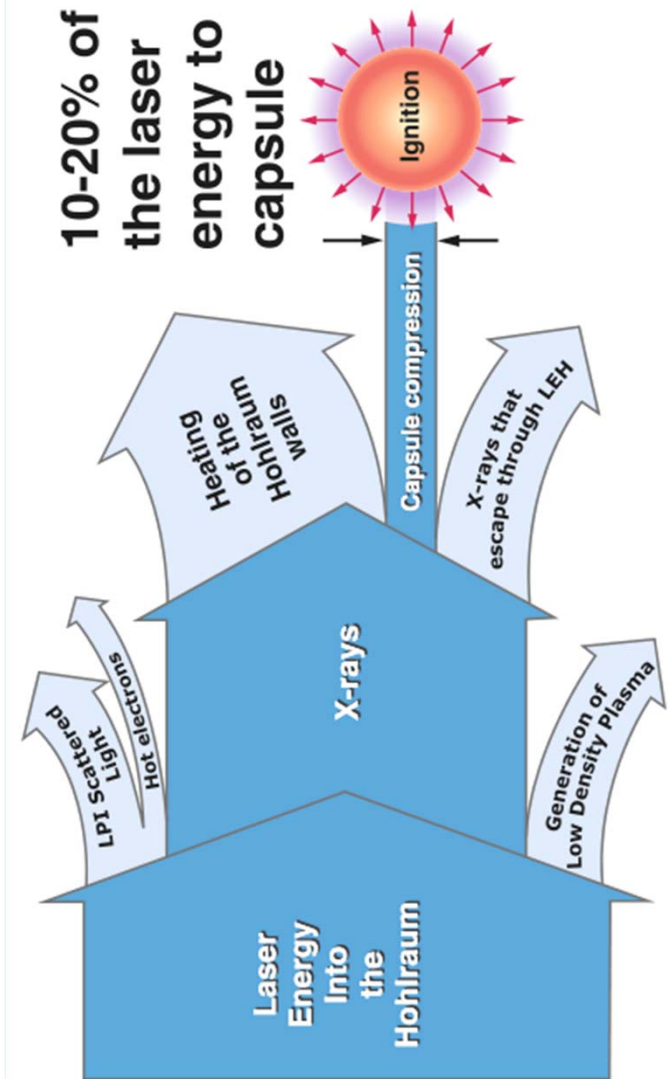 Laser
Energy
Into
the
Hohlraum
LPI Scattered
Light
Hot electrons
Generation of
Low Density Plasma
X-rays
Heating
of the
Hohlraum
walls
Capsule compression
X-rays that
escape through LEH
10-20% of
the laser
energy to
capsule
Ignition